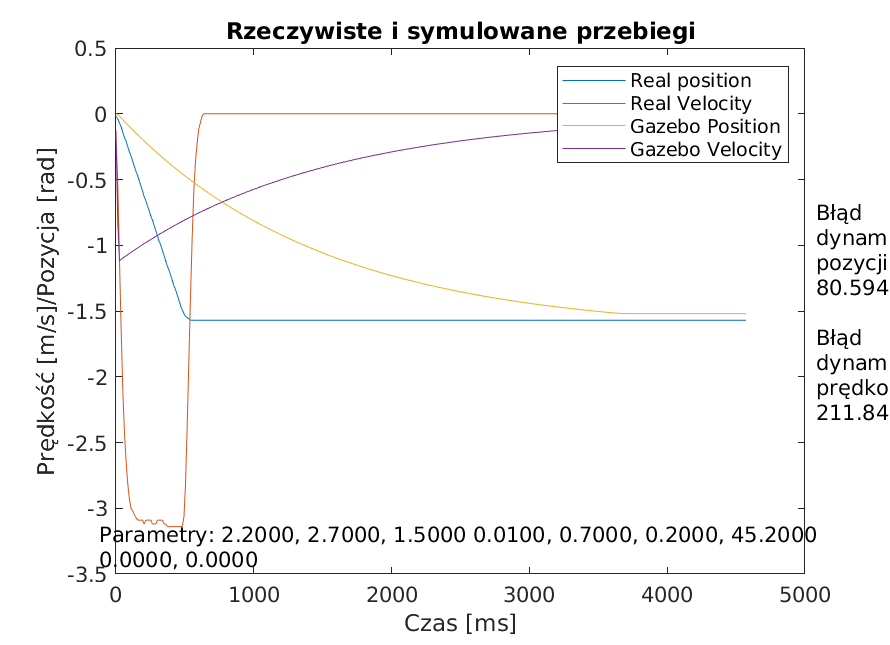 Rzeczywiste i symulowane przebiegi
0.5
0
-0.5
-1
-1.5
-2
-2.5
-3
-3.5
Prędkość [m/s]/Pozycja [rad]
Real position
Real Velocity
Gazebo Position
Gazebo Velocity
Błąd
dynam
pozycji
80.594
Błąd
dynam
prędko
211.84
Parametry: 2.2000, 2.7000, 1.5000 0.0100, 0.7000, 0.2000, 45.2000
0.0000, 0.0000
0
1000
2000
3000
4000
5000
Czas [ms]